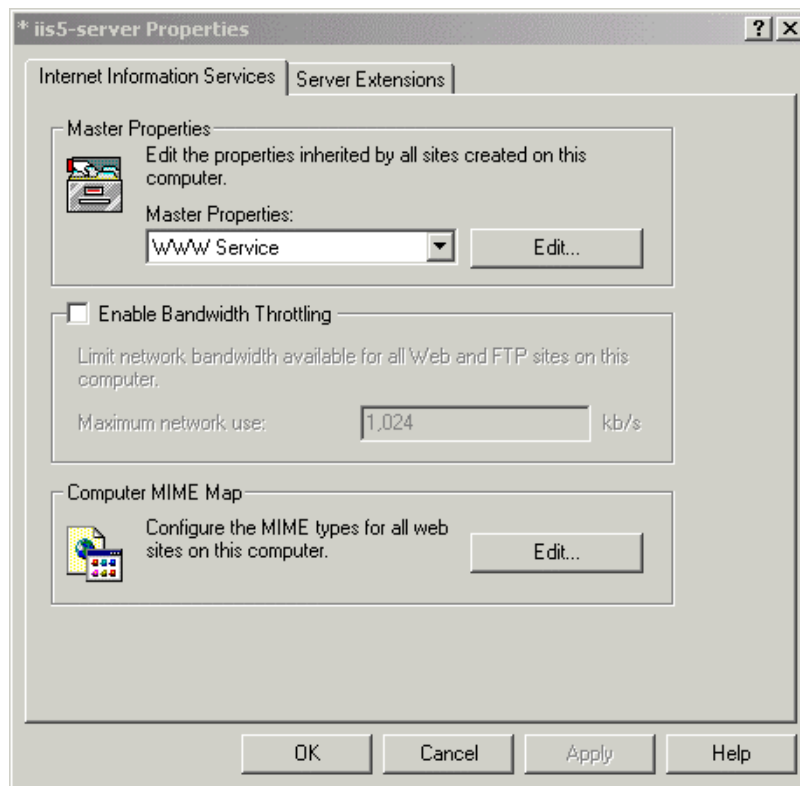 * iis5-server Properties
Internet Information Services
Server Extensions
Master Properties
Edit the properties inherited by all sites created on this
computer.
Master Properties:
WWW Service
Edit...
Enable Bandwidth Throttling
Limit network bandwidth available for all Web and FTP sites on this
computer.
Maximum network use:
1,024
kb/s
Computer MIME Map
Configure the MIME types for all web
sites on this computer.
Edit...
OK
Cancel
Apply
Help